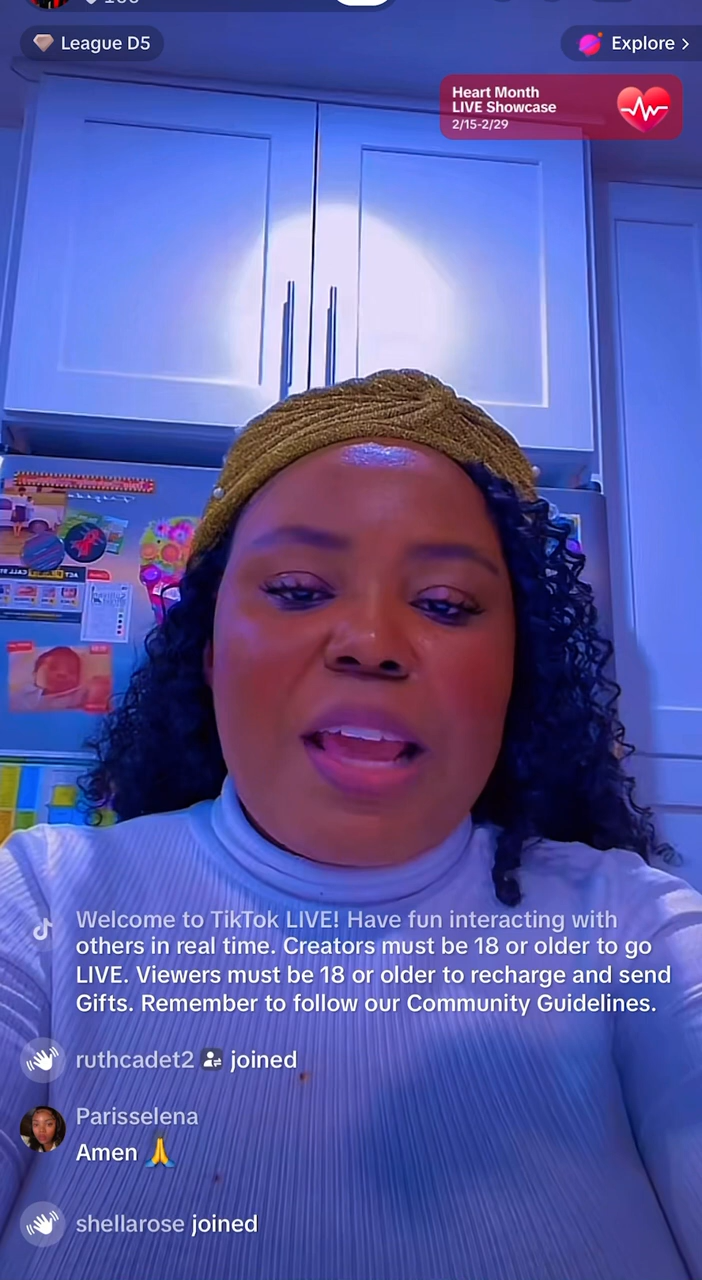 League D5
Explore >
Heart Month
LIVE Showcase
2/15-2/29
Welcome to TikTok LIVE! Have fun interacting with
others in real time. Creators must be 18 or older to go
LIVE. Viewers must be 18 or older to recharge and send
Gifts. Remember to follow our Community Guidelines.
ruthcadet2 joined
Parisselena
Amen 🙏
shellarose joined